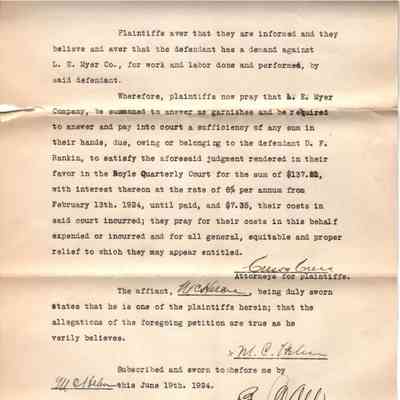 Plaintiffs aver that they are informed and they
believe and aver that the defendant has a demand against
L. E. Myer Co., for work and labor done and performed, by
said defendant.
Wherefore, plaintiffs now pray that L. E. Myer
Company, be summoned to answer as garnishee and be required
to answer and pay into court a sufficiency of any sum in
their hands, due, owing or belonging to the defendant D. F.
Rankin, to satisfy the aforesaid judgment rendered in their
favor in the Boyle Quarterly Court for the sum of $137.82,
with interest thereon at the rate of 6% per annum from
February 13th. 1924, until paid, and $7.35, their costs in
said court incurred; they pray for their costs in this behalf
expended or incurred and for all general, equitable and proper
relief to which they may appear entitled.
Attorneys for plaintiffs.
The affiant, being duly sworn
states that he is one of the plaintiffs herein; that the
allegations of the foregoing petition are true as he
verily believes.
x M. C.
Subscribed and sworn to before me by
this June 19th. 1924.